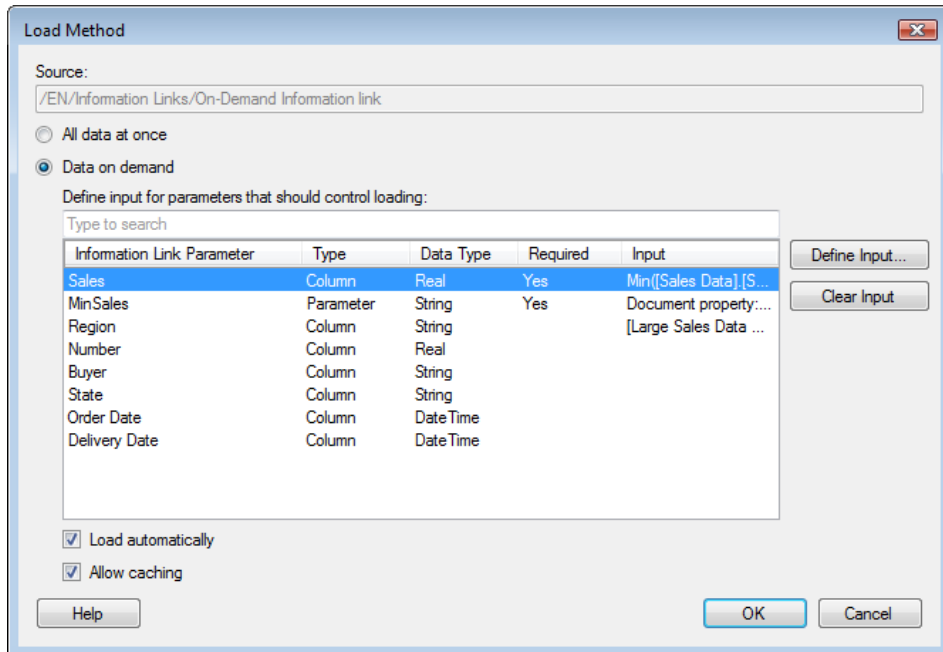 Load Method
Source:
/EN/Information Links/On-Demand Information link
All data at once
Data on demand
Define input for parameters that should control loading:
Type to search
Information Link Parameter Type Data Type Required Input
Define Input...
Sales Column Real Yes Min([Sales Data].[S...
Clear Input
MinSales Parameter String Yes Document property:...
Region Column String [Large Sales Data ...
Number Column Real
Buyer Column String
State Column String
Order Date Column DateTime
Delivery Date Column DateTime
Load automatically
Allow caching
Help OK Cancel